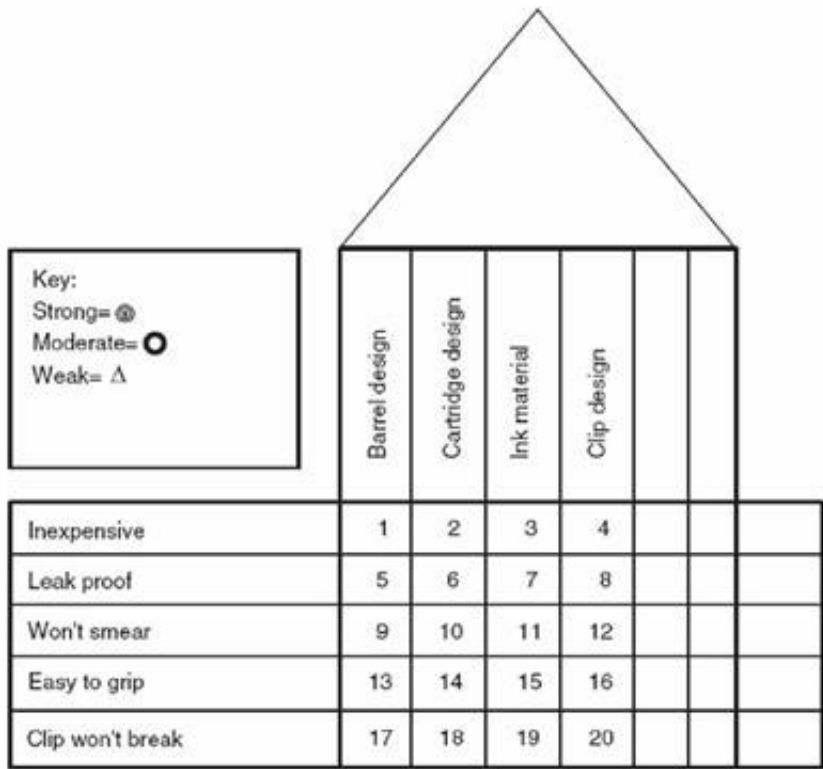 Key:
Strong= ◎
Moderate= O
Weak= Δ
Barrel design
Cartridge design
Ink material
Clip design
Inexpensive 1 2 3 4
Leak proof 5 6 7 8
Won't smear 9 10 11 12
Easy to grip 13 14 15 16
Clip won't break 17 18 19 20